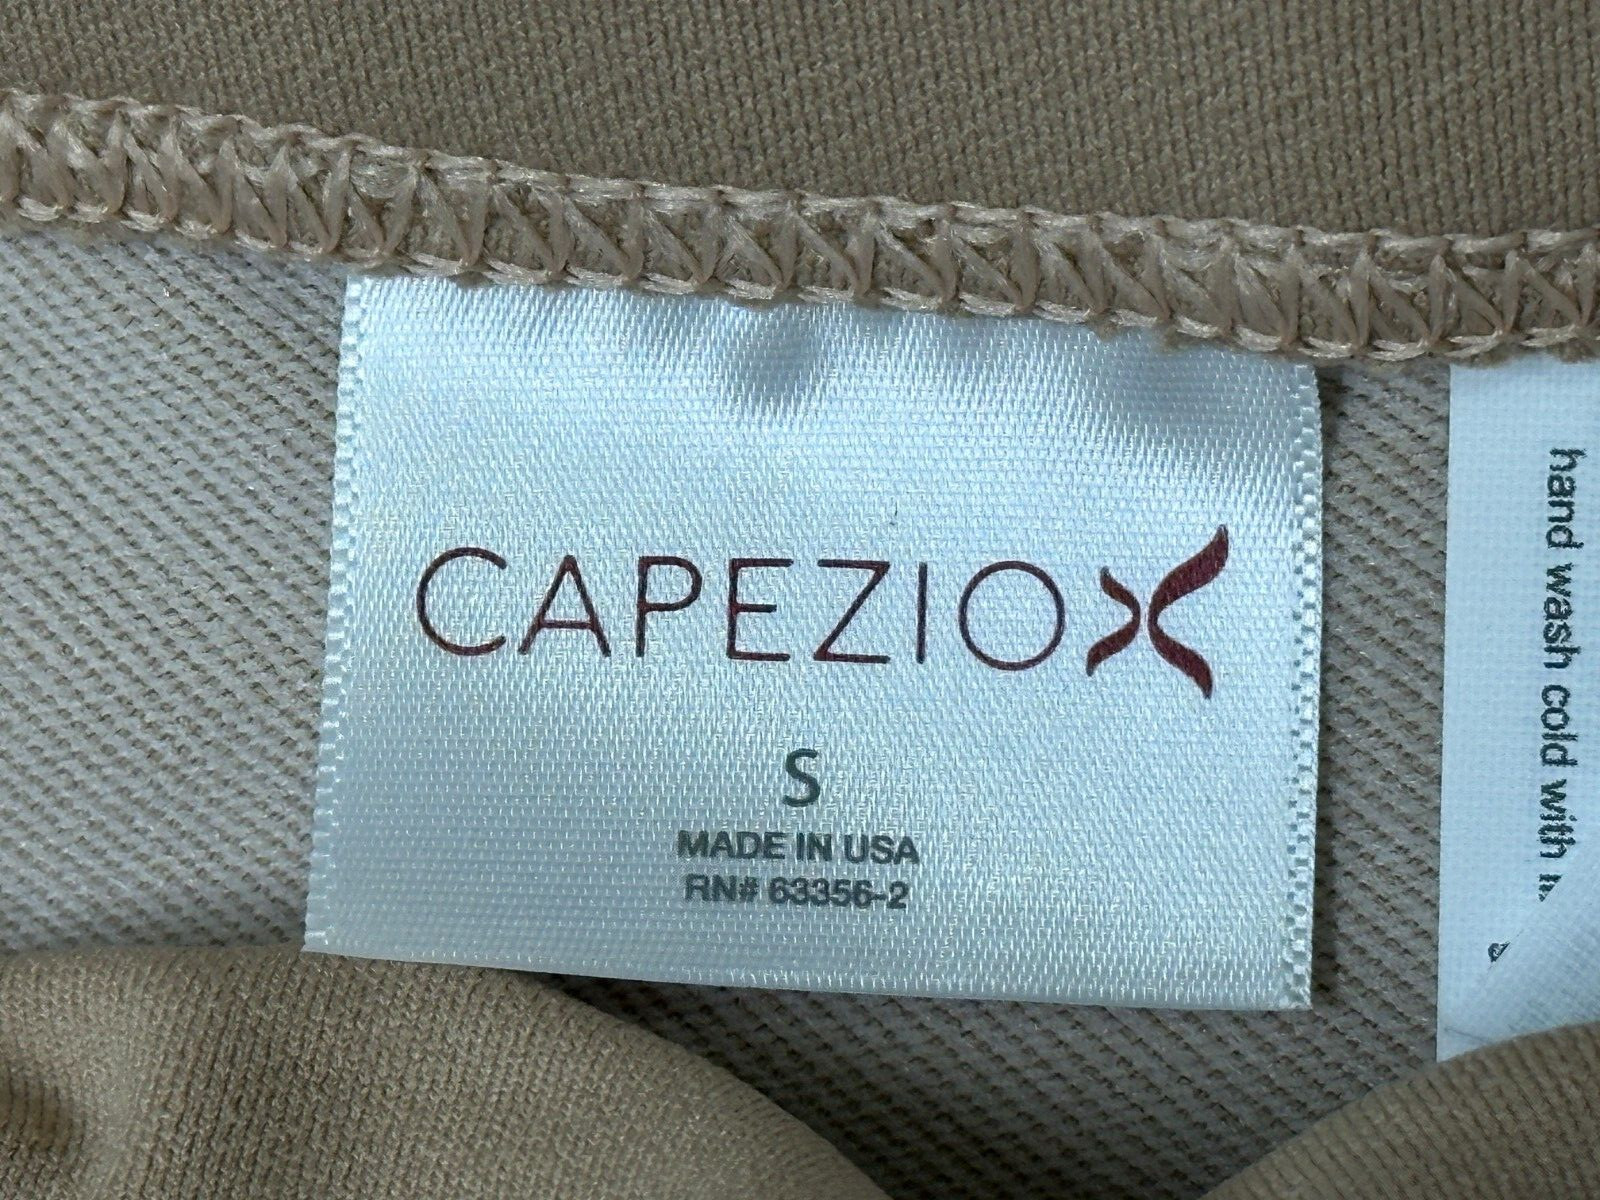 CAPEZIO
S
MADE IN USA
RN# 63356-2
hand wash cold with